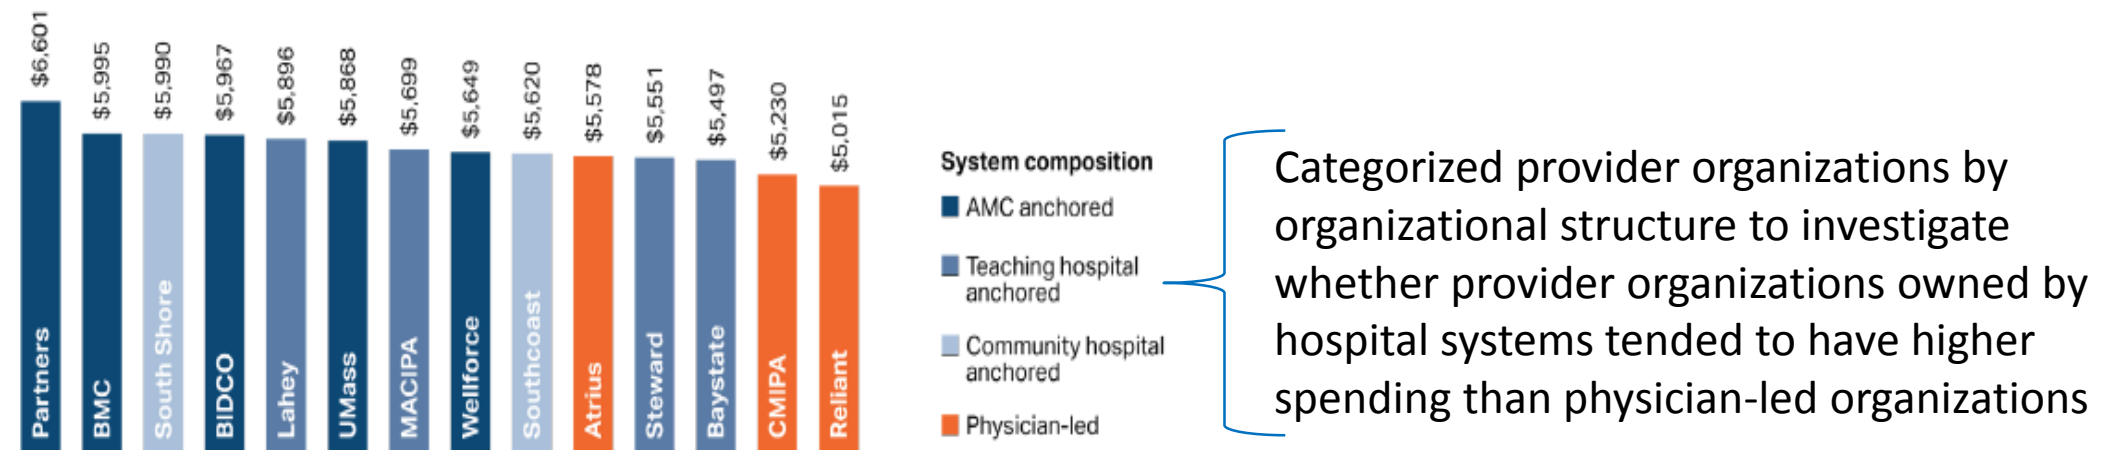 $6,601
$5,995
$5,990
$5,967
$5,896
$5,868
$5,699
$5,649
$5,620
$5,578
$5,551
$5,497
$5,230
$5,015
Partners
BMC
South Shore
BIDCO
Lahey
UMass
MACIPA
Wellforce
Southcoast
Atrius
Steward
Baystate
CMIPA
Reliant
System composition
AMC anchored
Teaching hospital
anchored
Community hospital
anchored
Physician-led
Categorized provider organizations by
organizational structure to investigate
whether provider organizations owned by
hospital systems tended to have higher
spending than physician-led organizations